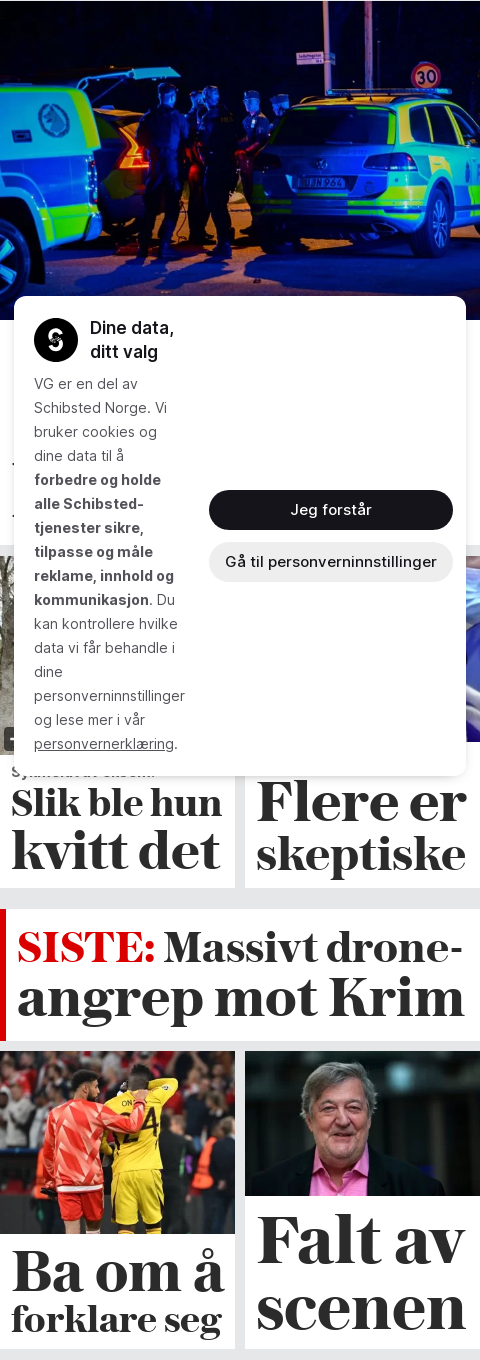 30
Dine data,
ditt valg
VG er en del av
Schibsted Norge. Vi
bruker cookies og
dine data til å
forbedre og holde
alle Schibsted-
tjenester sikre,
tilpasse og måle
reklame, innhold og
kommunikasjon. Du
kan kontrollere hvilke
data vi får behandle i
dine
personverninnstillinger
og lese mer i vår
personvernerklæring.
Jeg forstår
Gå til personverninnstillinger
Slik ble hun
kvitt det
Flere er
skeptiske
SISTE: Massivt drone-
angrep mot Krim
Ba om å
forklare seg
Falt av
scenen